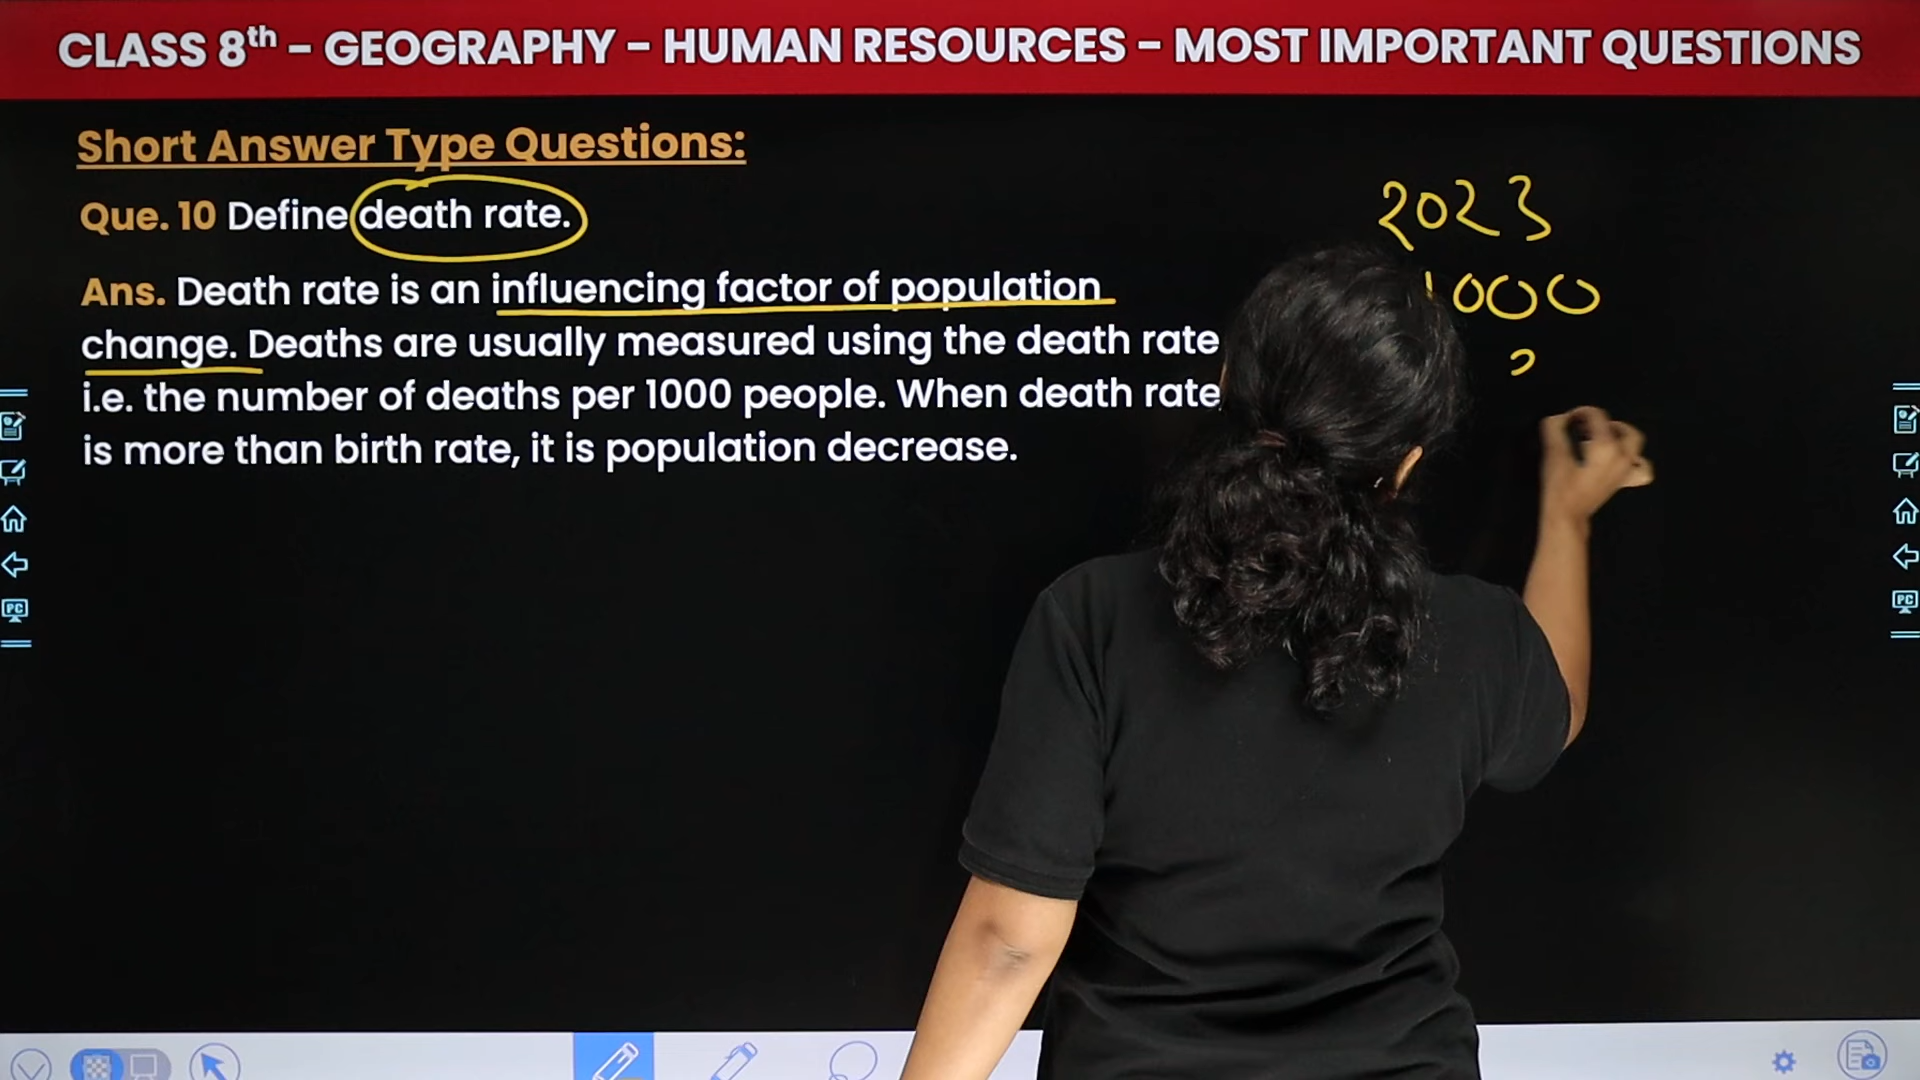 CLASS 8th - GEOGRAPHY - HUMAN RESOURCES - MOST IMPORTANT QUESTIONS
Short Answer Type Questions:
Que. 10 Define death rate.
Ans. Death rate is an influencing factor of population
change. Deaths are usually measured using the death rate
i.e. the number of deaths per 1000 people. When death rate
is more than birth rate, it is population decrease.
2023
1000
PC
PC